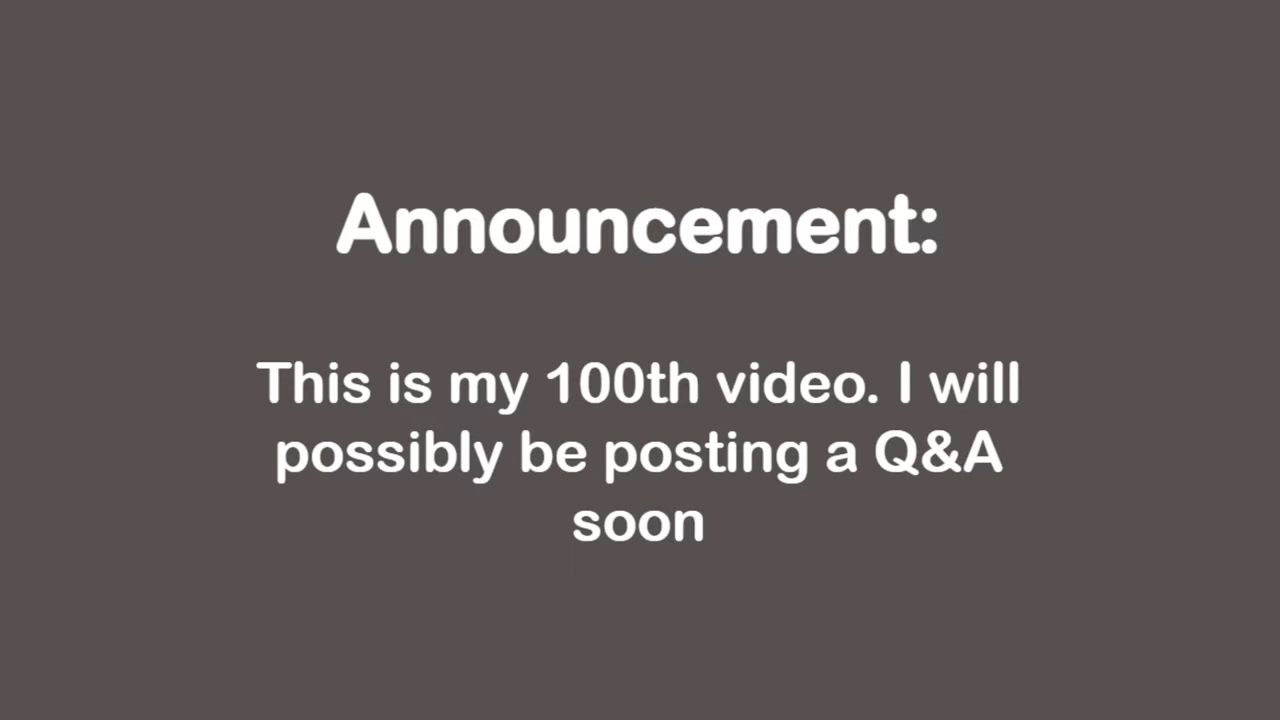 Announcement:
This is my 100th video. I will
possibly be posting a Q&A
soon